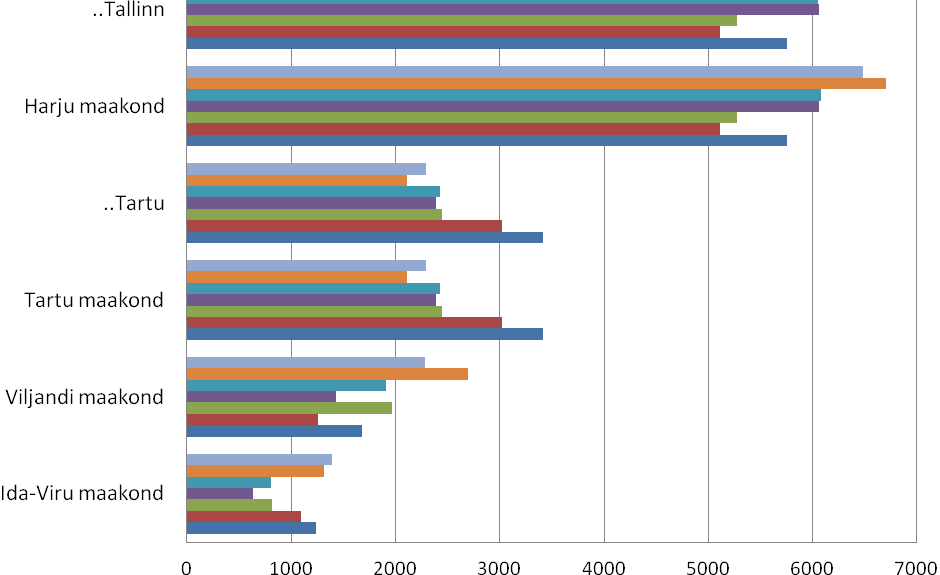 ..Tallinn
Harju maakond
..Tartu
Tartu maakond
Viljandi maakond
Ida-Viru maakond
0 1000 2000 3000 4000 5000 6000 7000